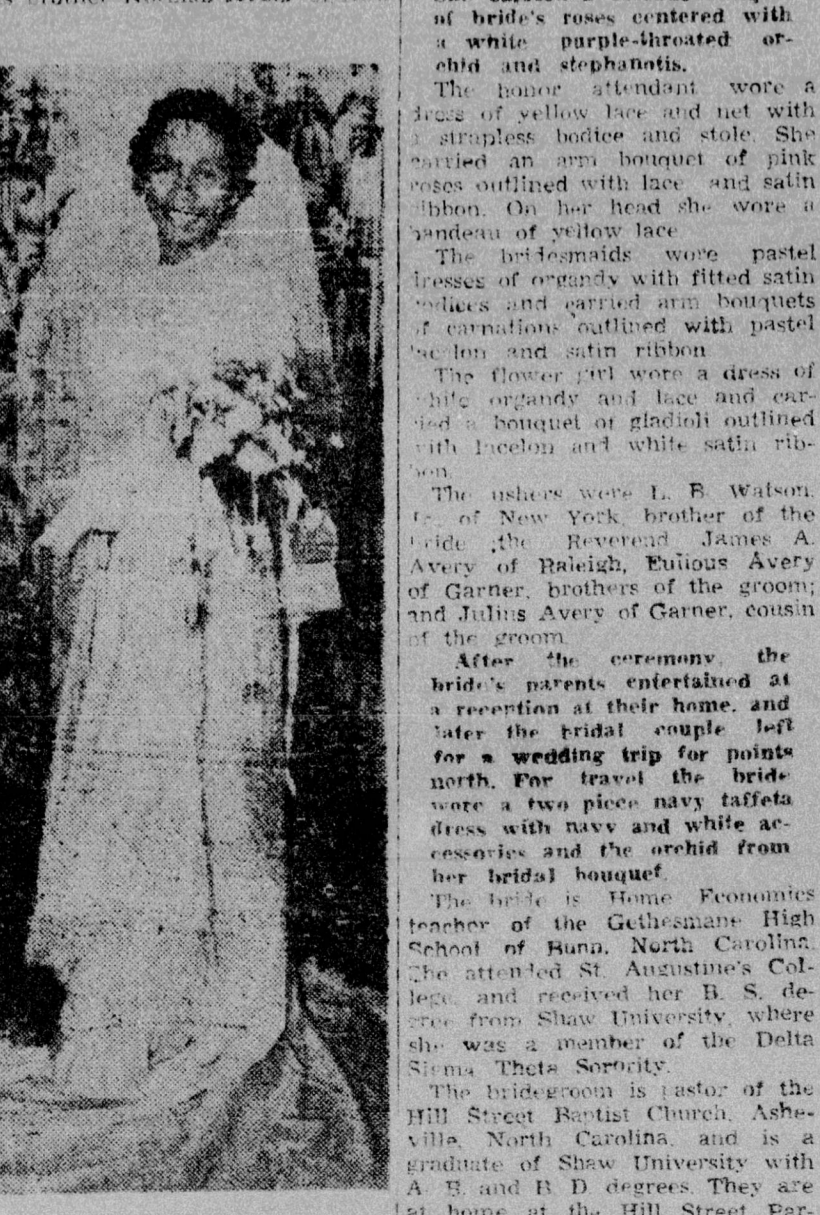 of bride's roses centered with
a white purple-throated or-
chid and stephanotis.
The honor attendant wore a
dress of yellow lace and net with
a strapless bodice and stole. She
carried an arm bouquet of pink
roses outlined with lace and satin
ribbon. On her head she wore a
bandeau of yellow lace
The bridesmaids wore pastel
dresses of organdy with fitted satin
bodices and carried arm bouquets
of carnations outlined with pastel
lacelon and satin ribbon
The flower girl wore a dress of
white organdy and lace and car-
ried a bouquet of gladioli outlined
with lacelon and white satin rib-
bon.
The ushers were L. B. Watson,
Jr., of New York, brother of the
bride ;the Reverend James A.
Avery of Raleigh, Eulious Avery
of Garner, brothers of the groom;
and Julius Avery of Garner, cousin
of the groom.
After the ceremony, the
bride's parents entertained at
a reception at their home, and
later the bridal couple left
for a wedding trip for points
north. For travel the bride
wore a two piece navy taffeta
dress with navy and white ac-
cessories and the orchid from
her bridal bouquet.
The bride is Home Economics
teacher of the Gethesmane High
School of Bunn, North Carolina.
She attended St. Augustine's Col-
lege and received her B. S. de-
gree from Shaw University, where
she was a member of the Delta
Sigma Theta Sorority.
The bridegroom is pastor of the
Hill Street Baptist Church, Ashe-
ville, North Carolina, and is a
graduate of Shaw University with
A. B. and B. D. degrees. They are
at home at the Hill Street Par-